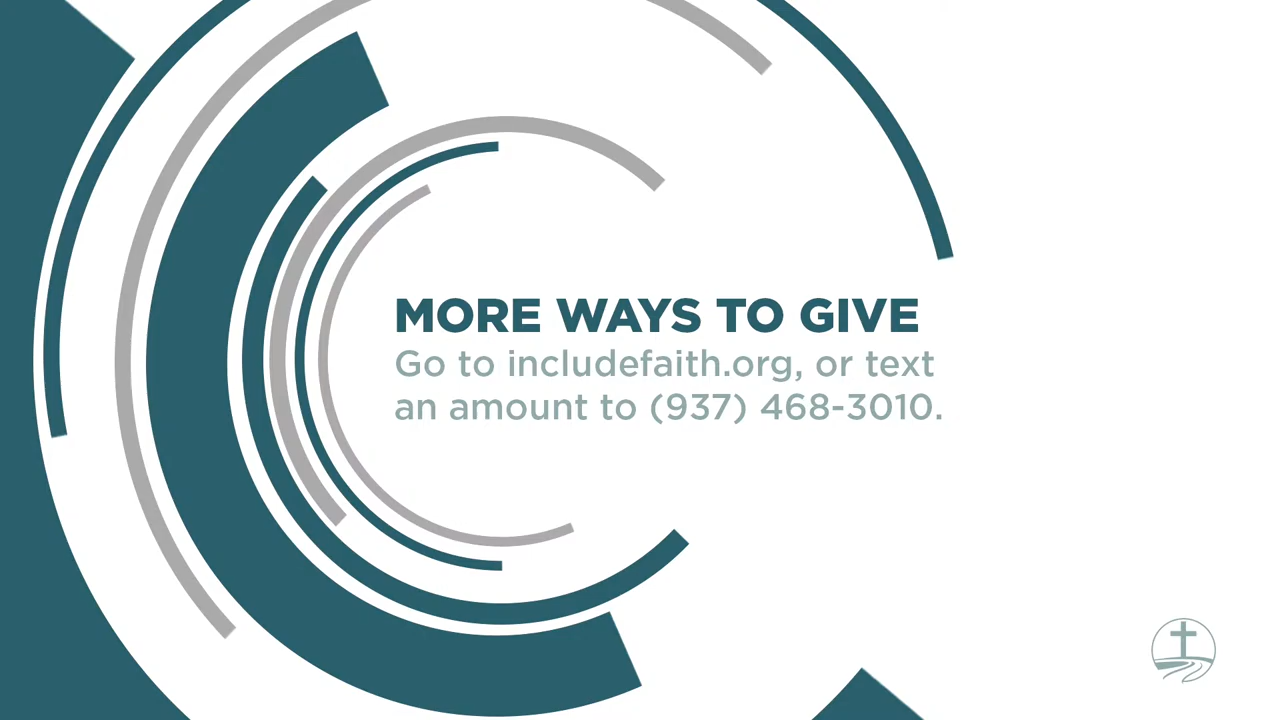 MORE WAYS TO GIVE
Go to includefaith.org, or text
an amount to (937) 468-3010.